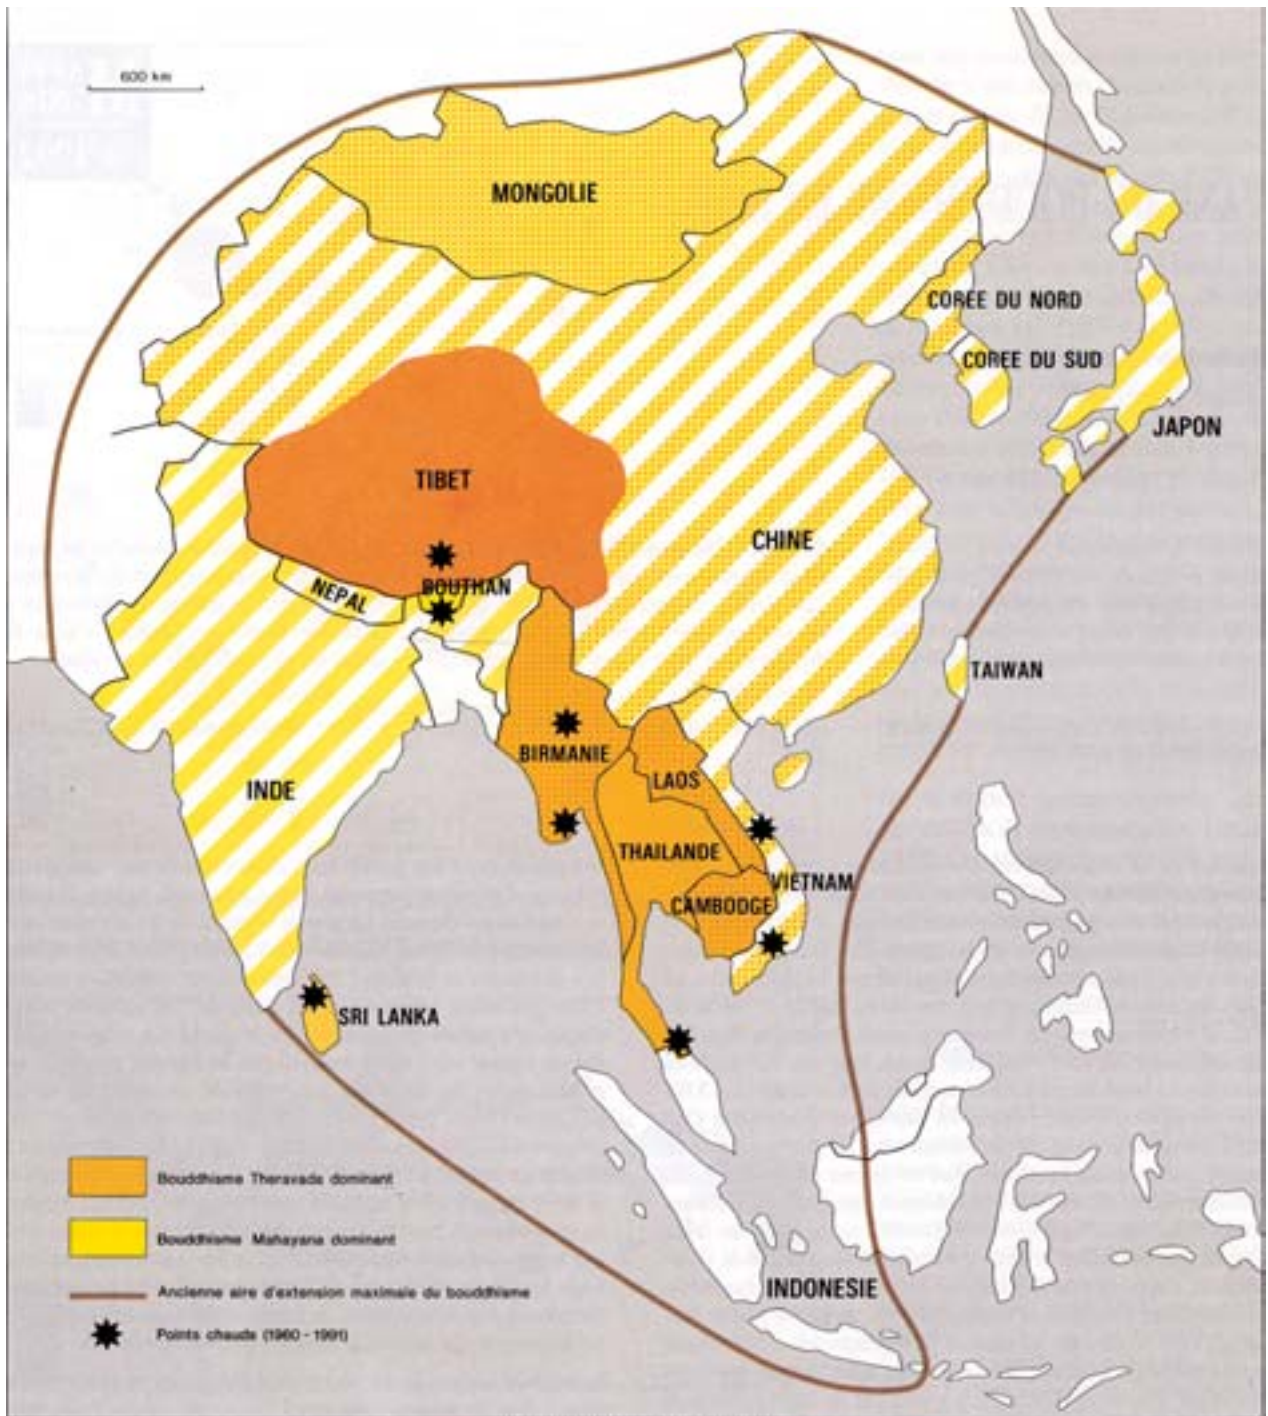 600 km
MONGOLIE
COREE DU NORD
COREE DU SUD
JAPON
TIBET
CHINE
NEPAL
BOUTHAN
TAIWAN
BIRMANIE
LAOS
INDE
THAILANDE
VIETNAM
CAMBODGE
SRI LANKA
Bouddhisme Theravada dominant
Bouddhisme Mahayana dominant
INDONESIE
Ancienne aire d'extension maximale du bouddhisme
Points chauds (1960 - 1991)